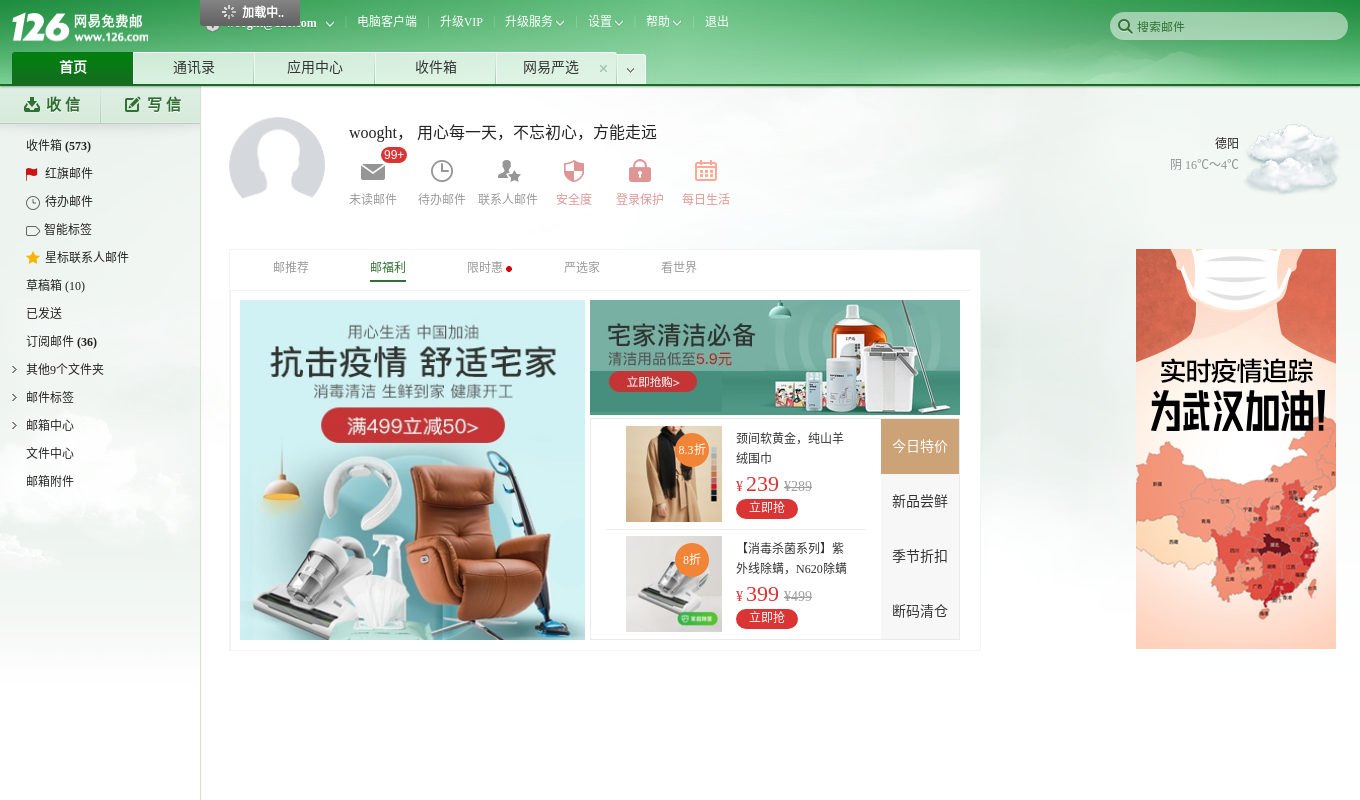 126 网易免费邮
www.126.com
加载中..
电脑客户端
升级VIP
升级服务
设置
帮助
退出
搜索邮件
首页
通讯录
应用中心
收件箱
网易严选
收 信
写 信
收件箱 (573)
红旗邮件
待办邮件
智能标签
星标联系人邮件
草稿箱 (10)
已发送
订阅邮件 (36)
其他9个文件夹
邮件标签
邮箱中心
文件中心
邮箱附件
wooght， 用心每一天，不忘初心，方能走远
99+
未读邮件
待办邮件
联系人邮件
安全度
登录保护
每日生活
德阳
阴 16℃～4℃
邮推荐
邮福利
限时惠
严选家
看世界
用心生活 中国加油
抗击疫情 舒适宅家
消毒清洁 生鲜到家 健康开工
满499立减50>
宅家清洁必备
清洁用品低至5.9元
立即抢购>
8.3折
颈间软黄金，纯山羊
绒围巾
¥ 239 ¥289
立即抢
8折
【消毒杀菌系列】紫
外线除螨，N620除螨
¥ 399 ¥499
立即抢
今日特价
新品尝鲜
季节折扣
断码清仓
实时疫情追踪
为武汉加油!